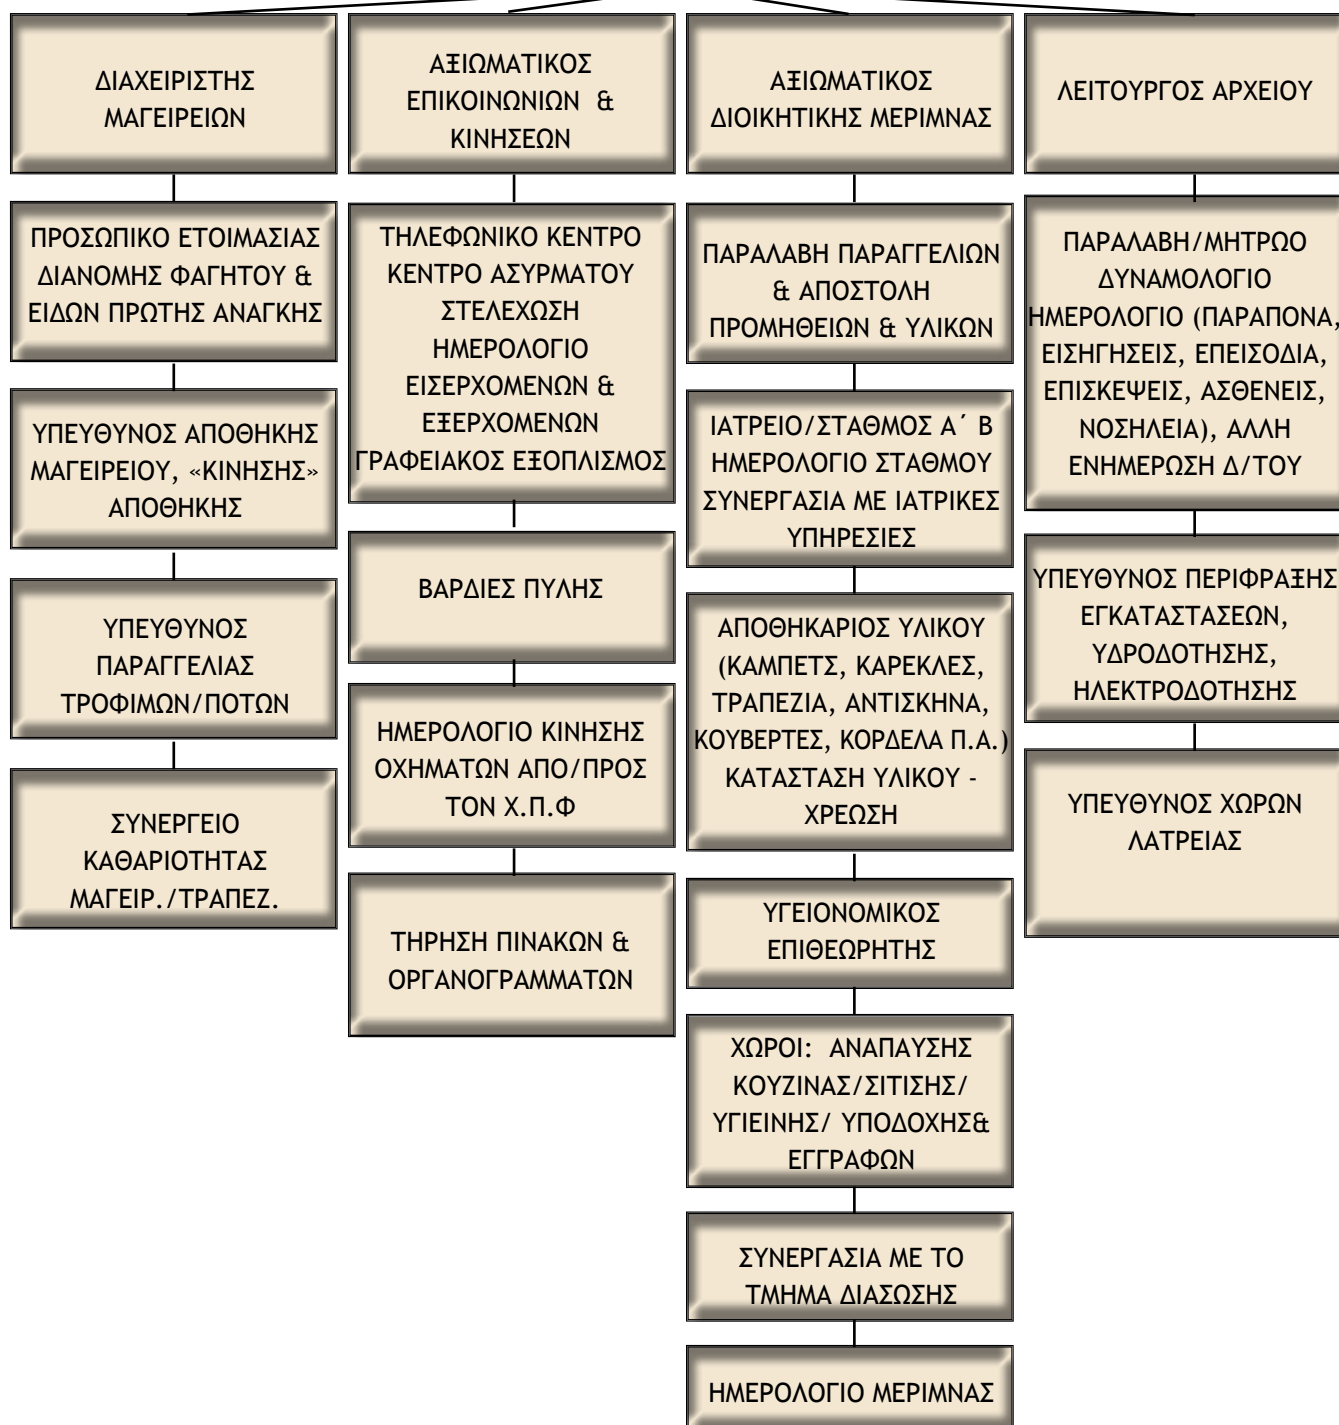 ΔΙΑΧΕΙΡΙΣΤΗΣ
ΜΑΓΕΙΡΕΙΩΝ
ΠΡΟΣΩΠΙΚΟ ΕΤΟΙΜΑΣΙΑΣ
ΔΙΑΝΟΜΗΣ ΦΑΓΗΤΟΥ &
ΕΙΔΩΝ ΠΡΩΤΗΣ ΑΝΑΓΚΗΣ
ΥΠΕΥΘΥΝΟΣ ΑΠΟΘΗΚΗΣ
ΜΑΓΕΙΡΕΙΟΥ, «ΚΙΝΗΣΗΣ»
ΑΠΟΘΗΚΗΣ
ΥΠΕΥΘΥΝΟΣ
ΠΑΡΑΓΓΕΛΙΑΣ
ΤΡΟΦΙΜΩΝ/ΠΟΤΩΝ
ΣΥΝΕΡΓΕΙΟ
ΚΑΘΑΡΙΟΤΗΤΑΣ
ΜΑΓΕΙΡ./ΤΡΑΠΕΖ.
ΑΞΙΩΜΑΤΙΚΟΣ
ΕΠΙΚΟΙΝΩΝΙΩΝ &
ΚΙΝΗΣΕΩΝ
ΤΗΛΕΦΩΝΙΚΟ ΚΕΝΤΡΟ
ΚΕΝΤΡΟ ΑΣΥΡΜΑΤΟΥ
ΣΤΕΛΕΧΩΣΗ
ΗΜΕΡΟΛΟΓΙΟ
ΕΙΣΕΡΧΟΜΕΝΩΝ &
ΕΞΕΡΧΟΜΕΝΩΝ
ΓΡΑΦΕΙΑΚΟΣ ΕΞΟΠΛΙΣΜΟΣ
ΒΑΡΔΙΕΣ ΠΥΛΗΣ
ΗΜΕΡΟΛΟΓΙΟ ΚΙΝΗΣΗΣ
ΟΧΗΜΑΤΩΝ ΑΠΟ/ΠΡΟΣ
ΤΟΝ Χ.Π.Φ
ΤΗΡΗΣΗ ΠΙΝΑΚΩΝ &
ΟΡΓΑΝΟΓΡΑΜΜΑΤΩΝ
ΑΞΙΩΜΑΤΙΚΟΣ
ΔΙΟΙΚΗΤΙΚΗΣ ΜΕΡΙΜΝΑΣ
ΠΑΡΑΛΑΒΗ ΠΑΡΑΓΓΕΛΙΩΝ
& ΑΠΟΣΤΟΛΗ
ΠΡΟΜΗΘΕΙΩΝ & ΥΛΙΚΩΝ
ΙΑΤΡΕΙΟ/ΣΤΑΘΜΟΣ Α΄ Β
ΗΜΕΡΟΛΟΓΙΟ ΣΤΑΘΜΟΥ
ΣΥΝΕΡΓΑΣΙΑ ΜΕ ΙΑΤΡΙΚΕΣ
ΥΠΗΡΕΣΙΕΣ
ΑΠΟΘΗΚΑΡΙΟΣ ΥΛΙΚΟΥ
(ΚΑΜΠΕΤΣ, ΚΑΡΕΚΛΕΣ,
ΤΡΑΠΕΖΙΑ, ΑΝΤΙΣΚΗΝΑ,
ΚΟΥΒΕΡΤΕΣ, ΚΟΡΔΕΛΑ Π.Α.)
ΚΑΤΑΣΤΑΣΗ ΥΛΙΚΟΥ -
ΧΡΕΩΣΗ
ΥΓΕΙΟΝΟΜΙΚΟΣ
ΕΠΙΘΕΩΡΗΤΗΣ
ΧΩΡΟΙ: ΑΝΑΠΑΥΣΗΣ
ΚΟΥΖΙΝΑΣ/ΣΙΤΙΣΗΣ/
ΥΓΙΕΙΝΗΣ/ ΥΠΟΔΟΧΗΣ&
ΕΓΓΡΑΦΩΝ
ΣΥΝΕΡΓΑΣΙΑ ΜΕ ΤΟ
ΤΜΗΜΑ ΔΙΑΣΩΣΗΣ
ΗΜΕΡΟΛΟΓΙΟ ΜΕΡΙΜΝΑΣ
ΛΕΙΤΟΥΡΓΟΣ ΑΡΧΕΙΟΥ
ΠΑΡΑΛΑΒΗ/ΜΗΤΡΩΟ
ΔΥΝΑΜΟΛΟΓΙΟ
ΗΜΕΡΟΛΟΓΙΟ (ΠΑΡΑΠΟΝΑ,
ΕΙΣΗΓΗΣΕΙΣ, ΕΠΕΙΣΟΔΙΑ,
ΕΠΙΣΚΕΨΕΙΣ, ΑΣΘΕΝΕΙΣ,
ΝΟΣΗΛΕΙΑ), ΑΛΛΗ
ΕΝΗΜΕΡΩΣΗ Δ/ΤΟΥ
ΥΠΕΥΘΥΝΟΣ ΠΕΡΙΦΡΑΞΗΣ
ΕΓΚΑΤΑΣΤΑΣΕΩΝ,
ΥΔΡΟΔΟΤΗΣΗΣ,
ΗΛΕΚΤΡΟΔΟΤΗΣΗΣ
ΥΠΕΥΘΥΝΟΣ ΧΩΡΩΝ
ΛΑΤΡΕΙΑΣ